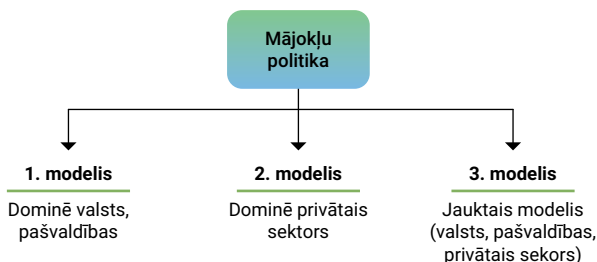 Mājokļu
politika
1. modelis
Dominē valsts,
pašvaldības
2. modelis
Dominē privātais
sektors
3. modelis
Jauktais modelis
(valsts, pašvaldības,
privātais sekors)